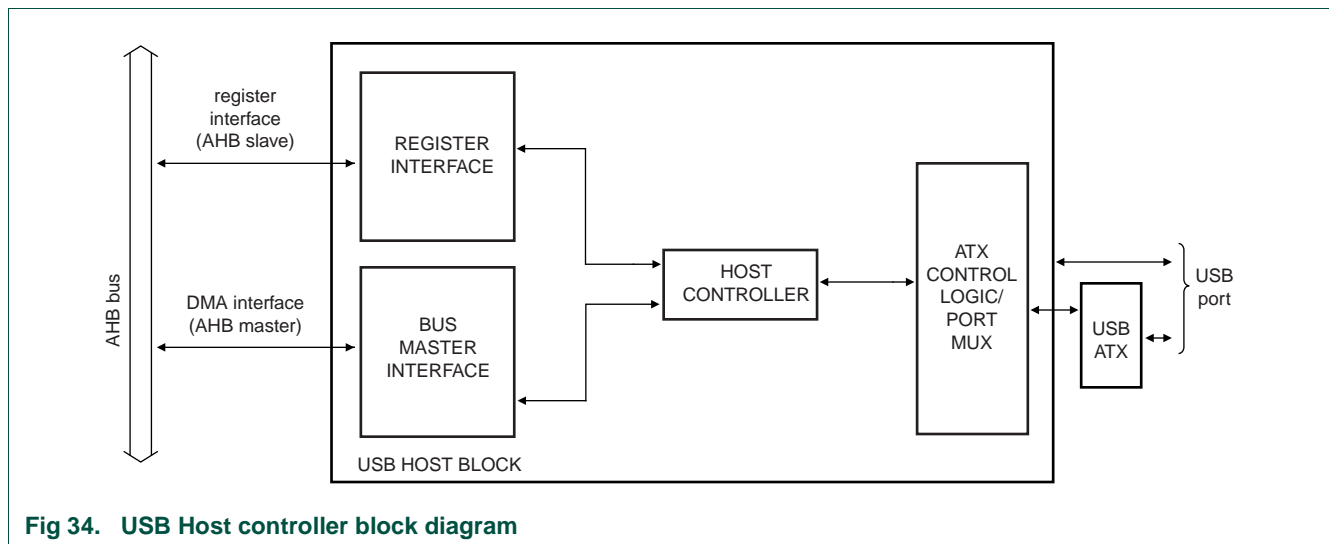 AHB bus
register
interface
(AHB slave)
DMA interface
(AHB master)
REGISTER
INTERFACE
BUS
MASTER
INTERFACE
USB HOST BLOCK
HOST
CONTROLLER
ATX
CONTROL
LOGIC/
PORT
MUX
USB
ATX
USB
port
Fig 34. USB Host controller block diagram